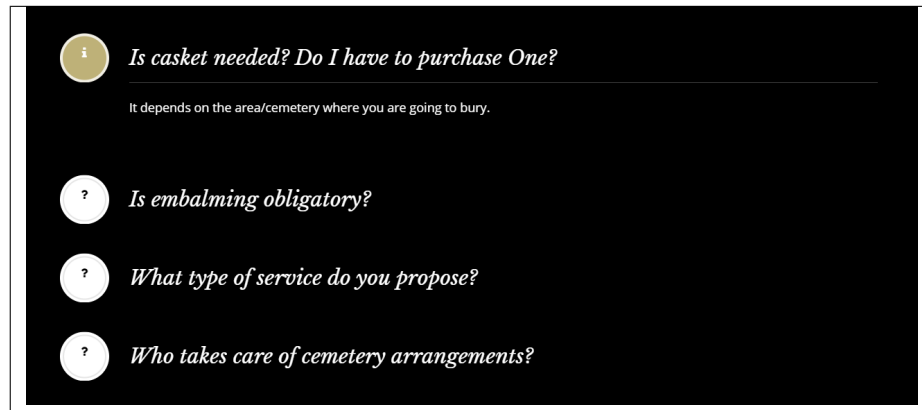 i
Is casket needed? Do I have to purchase One?
It depends on the area/cemetery where you are going to bury.
?
Is embalming obligatory?
?
What type of service do you propose?
?
Who takes care of cemetery arrangements?